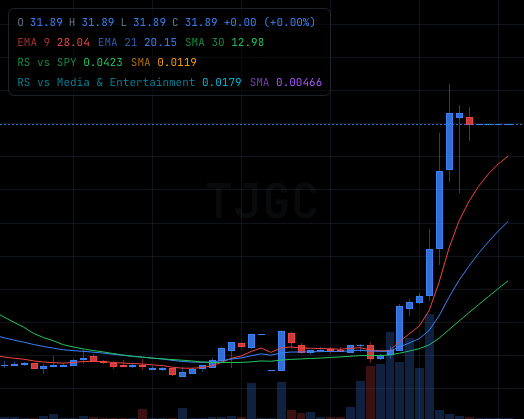 O 31.89 H 31.89 L 31.89 C 31.89 +0.00 (+0.00%)
EMA 9 28.04 EMA 21 20.15 SMA 30 12.98
RS vs SPY 0.0423 SMA 0.0119
RS vs Media & Entertainment 0.0179 SMA 0.00466
TJGC